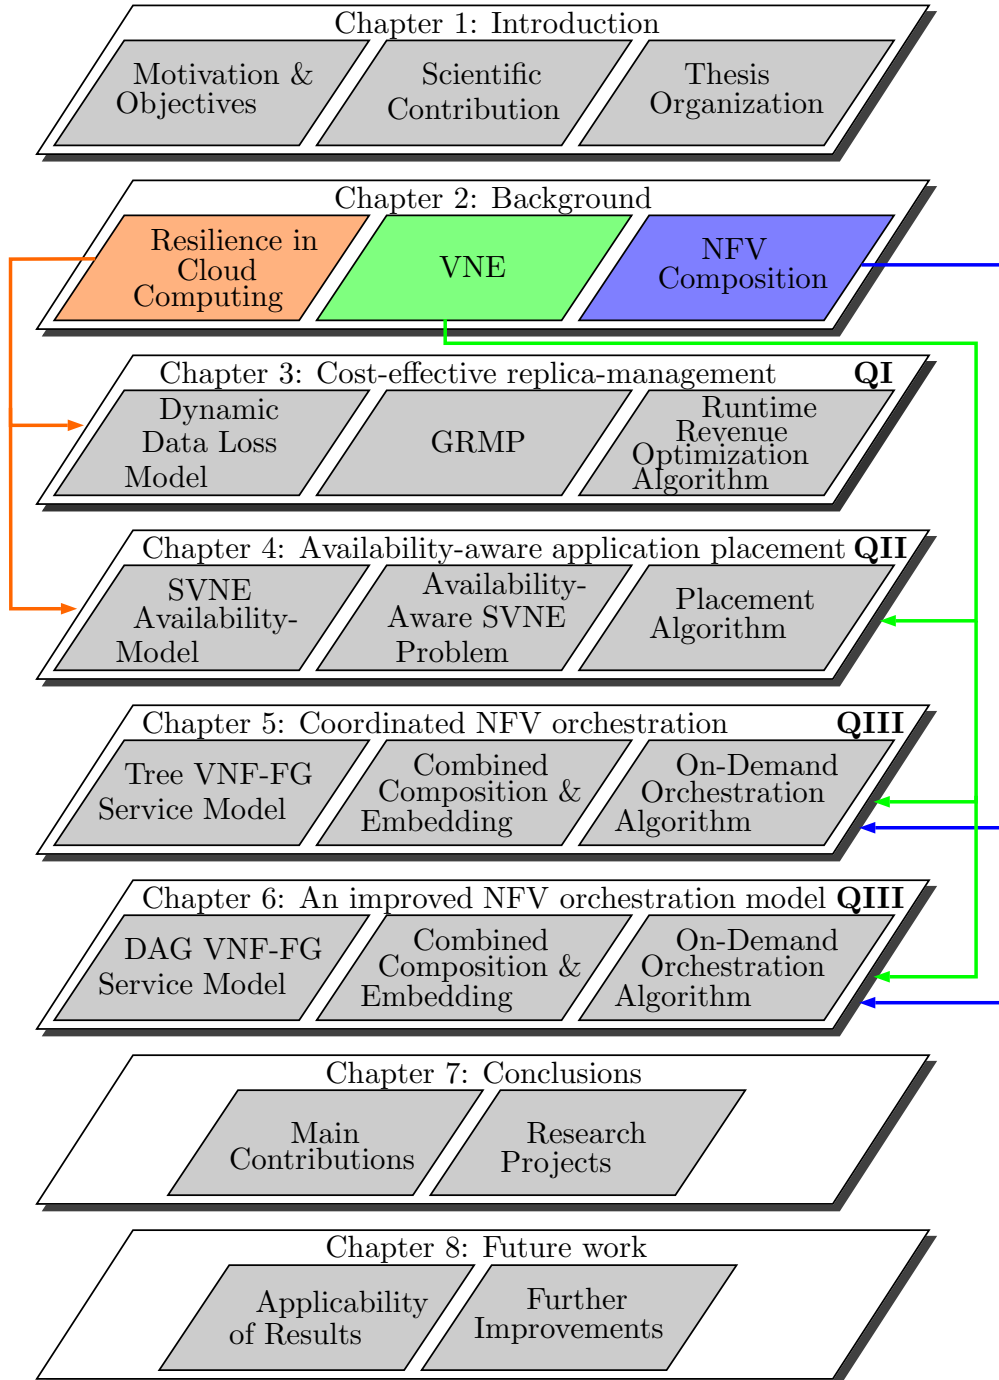 Chapter 1: Introduction
Motivation &
Objectives
Scientific
Contribution
Thesis
Organization
Chapter 2: Background
Resilience in
Cloud
Computing
VNE
NFV
Composition
Chapter 3: Cost-effective replica-management QI
Dynamic
Data Loss
Model
GRMP
Runtime
Revenue
Optimization
Algorithm
Chapter 4: Availability-aware application placement QII
SVNE
Availability-
Model
Availability-
Aware SVNE
Problem
Placement
Algorithm
Chapter 5: Coordinated NFV orchestration QIII
Tree VNF-FG
Service Model
Combined
Composition &
Embedding
On-Demand
Orchestration
Algorithm
Chapter 6: An improved NFV orchestration model QIII
DAG VNF-FG
Service Model
Combined
Composition &
Embedding
On-Demand
Orchestration
Algorithm
Chapter 7: Conclusions
Main
Contributions
Research
Projects
Chapter 8: Future work
Applicability
of Results
Further
Improvements